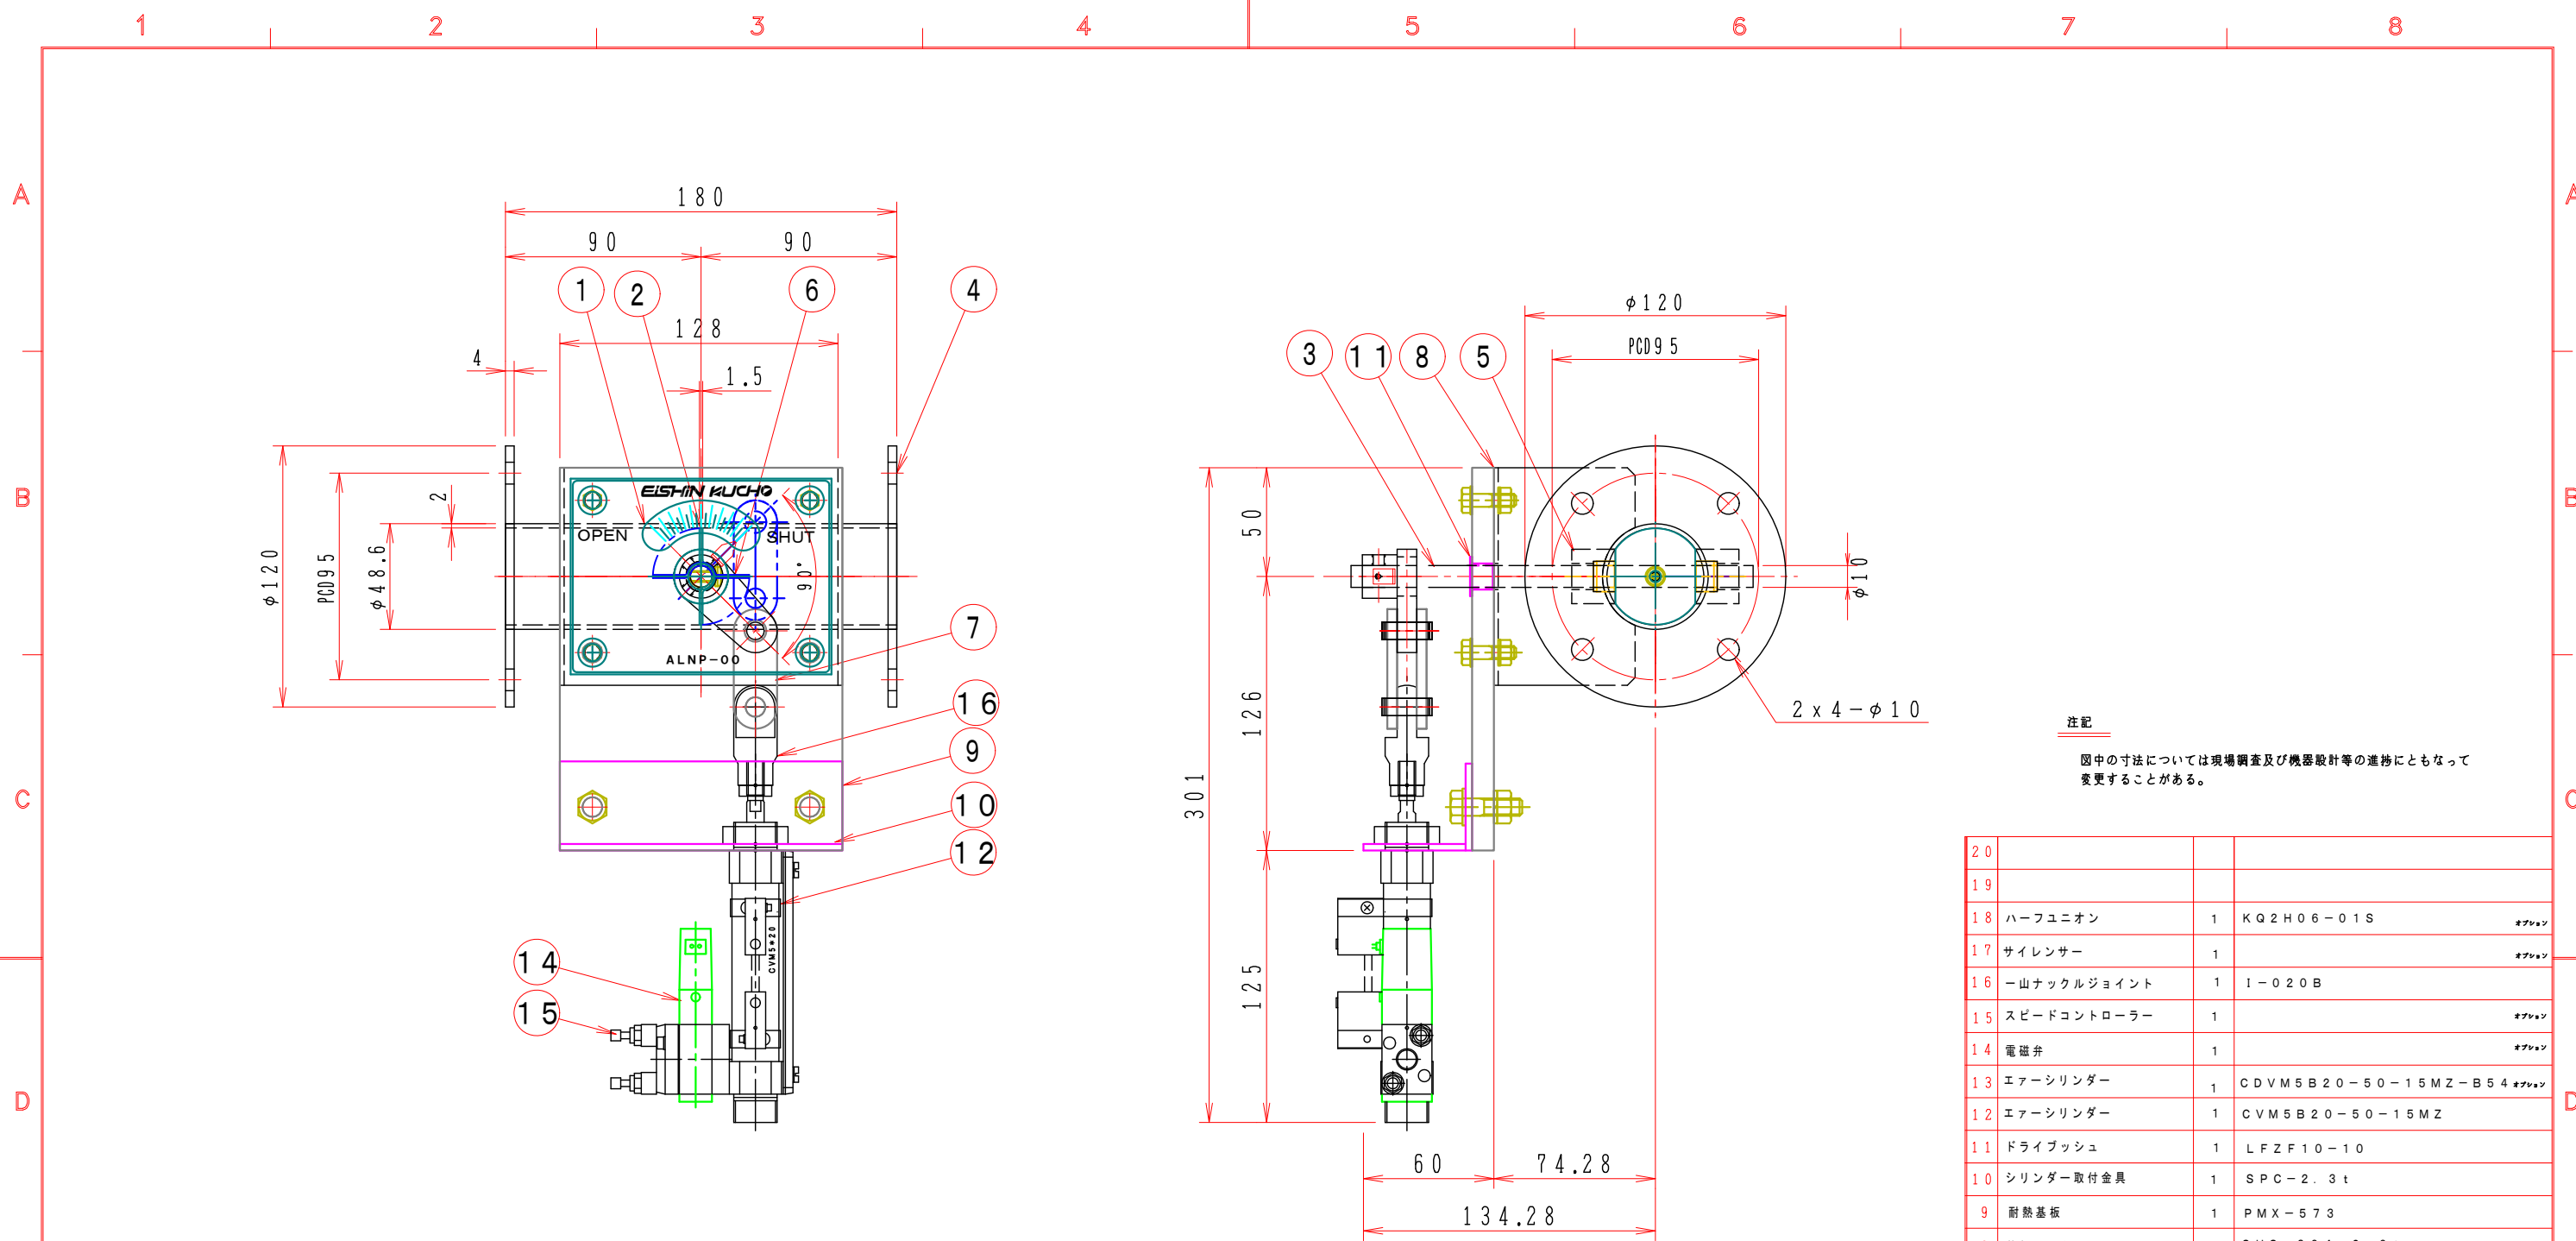 1 2 3 4 5 6 7 8
A A
B B
C C
D D
180
90 90
1 2 6 4
128
4
1.5
φ120
PCD95
φ48.6
2
EISHIN KUCHO
OPEN SHUT
90°
ALNP-00
7
16
9
10
12
14
15
CVM5*20
φ120
PCD95
3 11 8 5
50
126
301
125
φ10
2x4-φ10
60 74.28
134.28
注記
図中の寸法については現場調査及び機器設計等の進捗にともなって
変更することがある。
20
19
18 ハーフユニオン 1 KQ2H06-01S オプション
17 サイレンサー 1 オプション
16 一山ナックルジョイント 1 I-020B
15 スピードコントローラー 1 オプション
14 電磁弁 1 オプション
13 エアーシリンダー 1 CDVM5B20-50-15MZ-B54 オプション
12 エアーシリンダー 1 CVM5B20-50-15MZ
11 ドライブッシュ 1 LFZF10-10
10 シリンダー取付金具 1 SPC-2.3t
9 耐熱基板 1 PMX-573